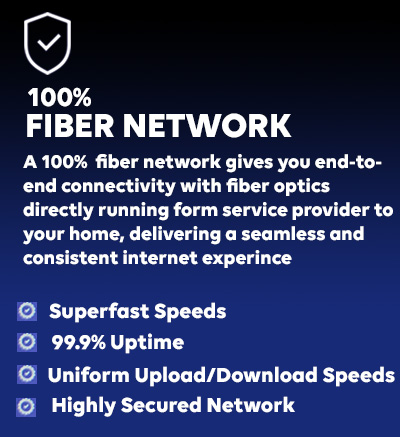 100%
FIBER NETWORK
A 100% fiber network gives you end-to-
end connectivity with fiber optics
directly running form service provider to
your home, delivering a seamless and
consistent internet experince
Superfast Speeds
99.9% Uptime
Uniform Upload/Download Speeds
Highly Secured Network